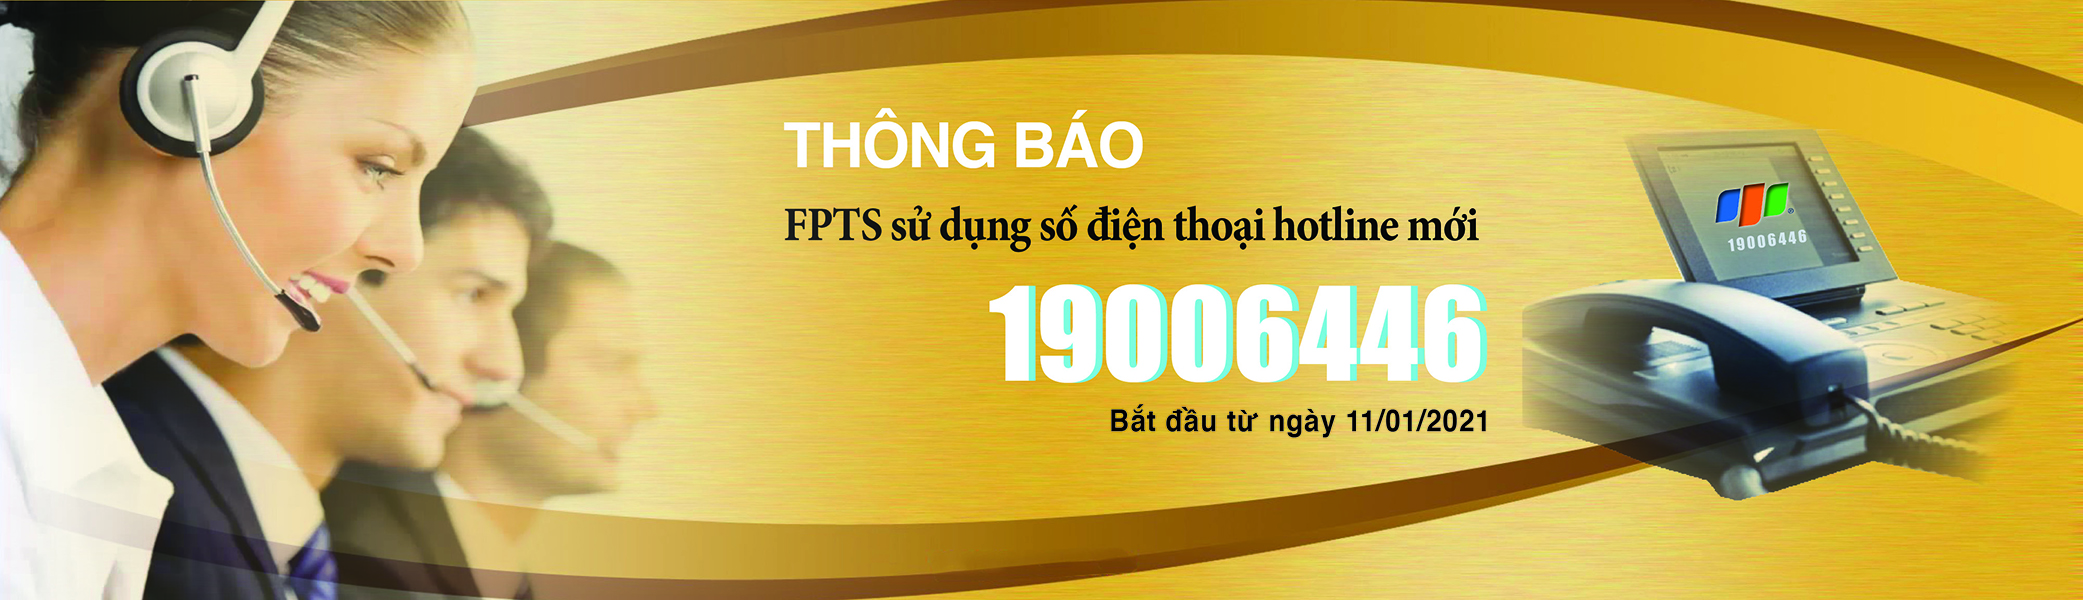 THÔNG BÁO
FPTS sử dụng số điện thoại hotline mới
19006446
Bắt đầu từ ngày 11/01/2021
19006446